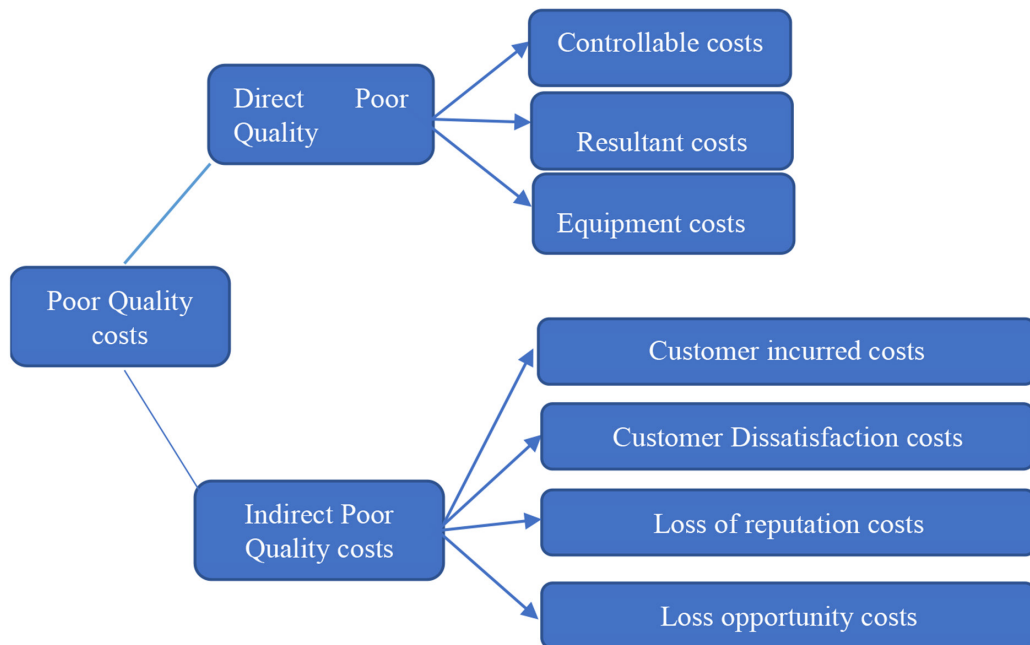 Controllable costs
Direct Poor
Quality
Resultant costs
Equipment costs
Poor Quality
costs
Customer incurred costs
Customer Dissatisfaction costs
Indirect Poor
Quality costs
Loss of reputation costs
Loss opportunity costs